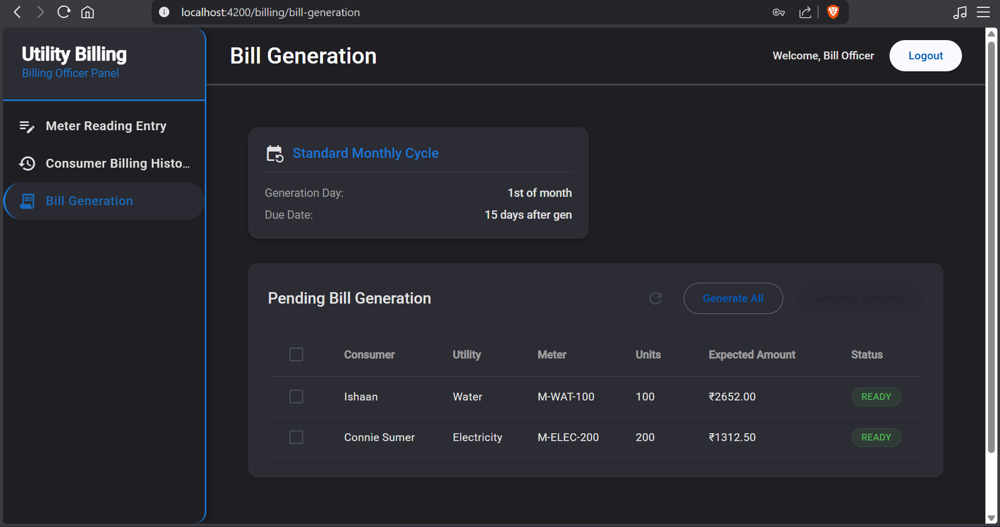 localhost:4200/billing/bill-generation
Utility Billing
Billing Officer Panel
Bill Generation
Welcome, Bill Officer
Logout
Meter Reading Entry
Consumer Billing Histo...
Bill Generation
Standard Monthly Cycle
Generation Day: 1st of month
Due Date: 15 days after gen
Pending Bill Generation
Generate All
Generate Selected
Consumer Utility Meter Units Expected Amount Status
Ishaan Water M-WAT-100 100 ₹2652.00 READY
Connie Sumer Electricity M-ELEC-200 200 ₹1312.50 READY